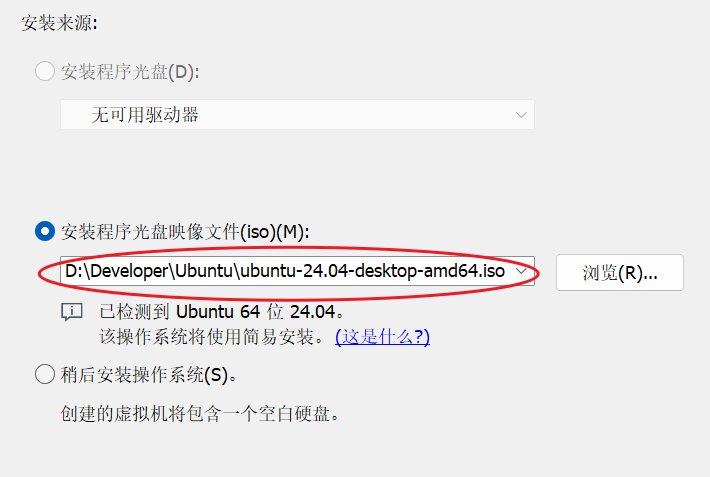 安装来源:
安装程序光盘(D):
无可用驱动器
安装程序光盘映像文件(iso)(M):
D:\Developer\Ubuntu\ubuntu-24.04-desktop-amd64.iso
浏览(R)...
已检测到 Ubuntu 64 位 24.04。
该操作系统将使用简易安装。(这是什么?)
稍后安装操作系统(S)。
创建的虚拟机将包含一个空白硬盘。